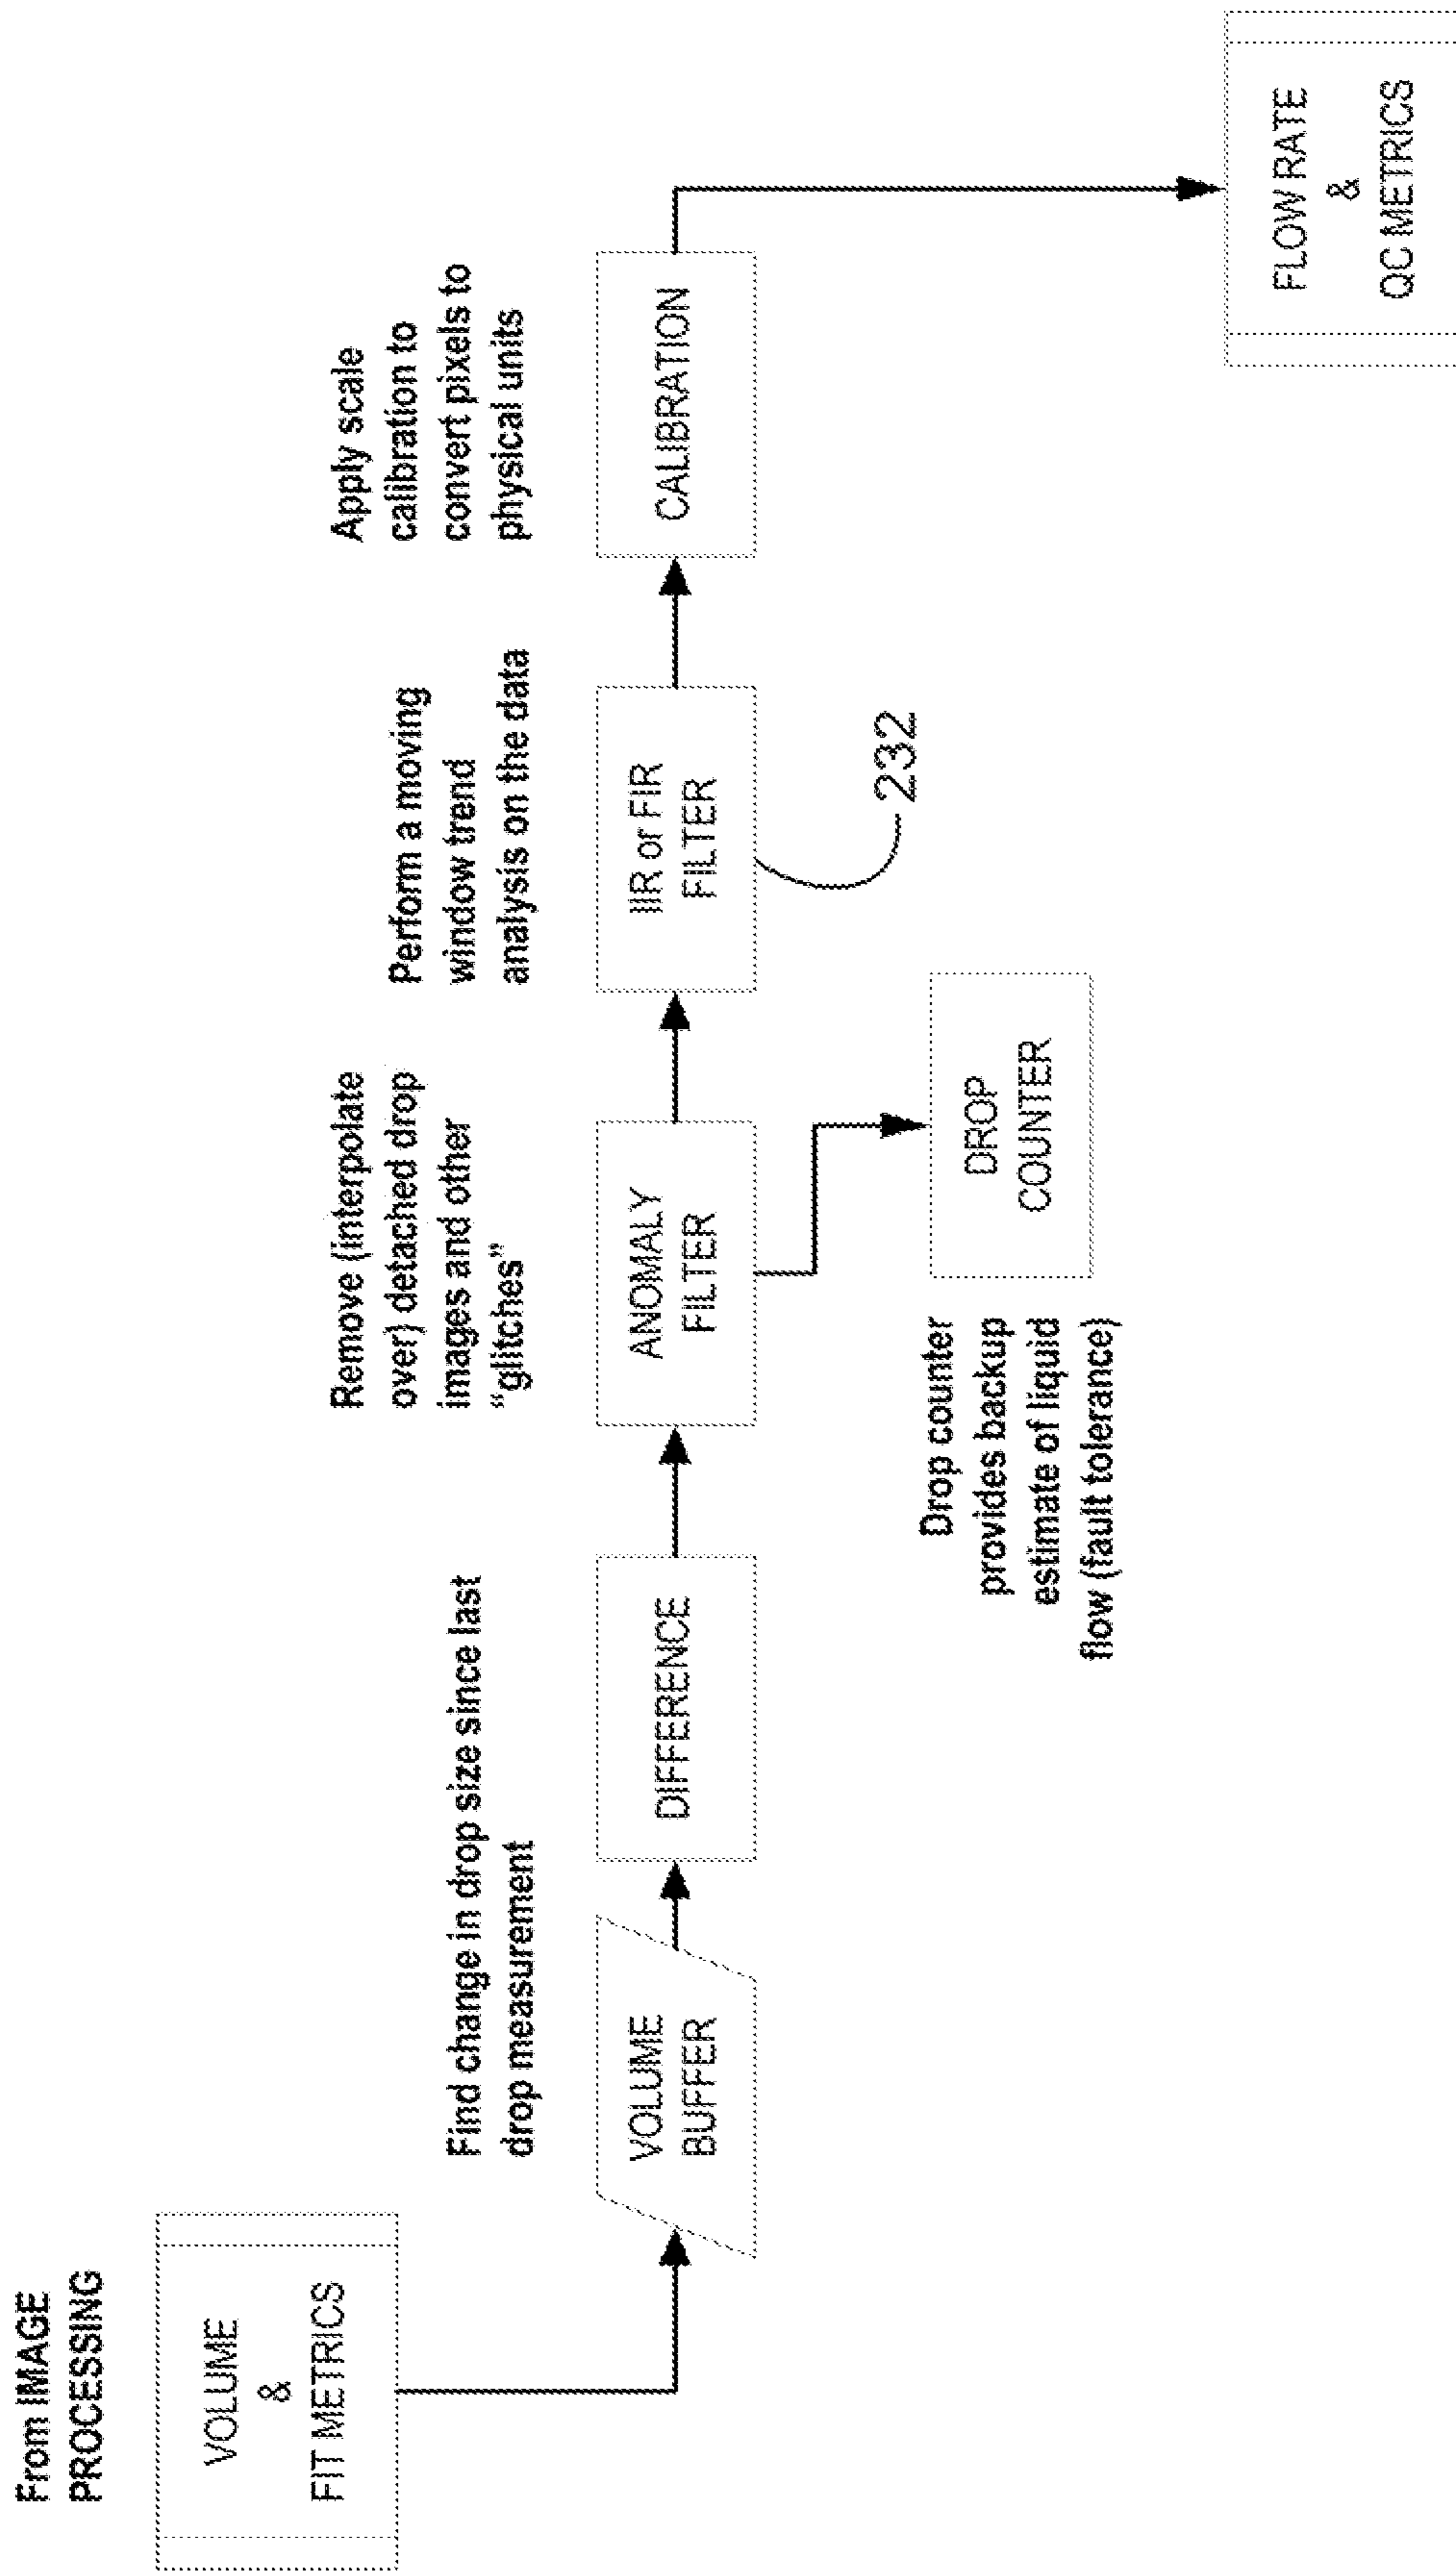 From IMAGE
PROCESSING
VOLUME
&
FIT METRICS
Find change in drop size since last
drop measurement
VOLUME
BUFFER
DIFFERENCE
Remove (interpolate
over) detached drop
images and other
“glitches”
ANOMALY
FILTER
Drop counter
provides backup
estimate of liquid
flow (fault tolerance)
DROP
COUNTER
Perform a moving
window trend
analysis on the data
IIR or FIR
FILTER
232
Apply scale
calibration to
convert pixels to
physical units
CALIBRATION
FLOW RATE
&
QC METRICS